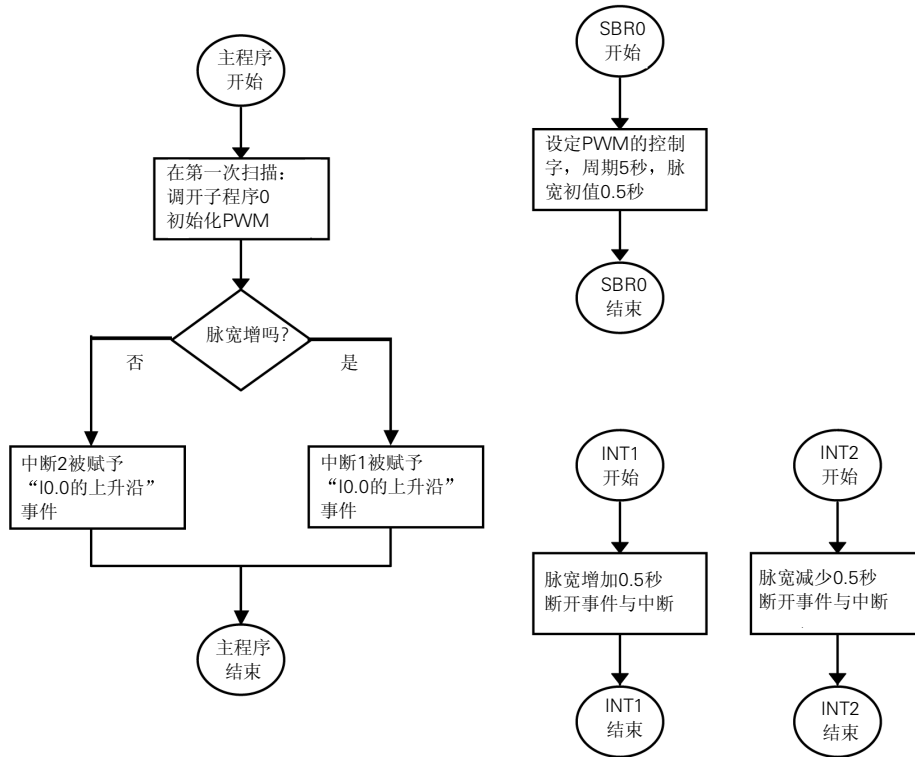 主程序
开始
在第一次扫描：
调开子程序0
初始化PWM
脉宽增吗？
否
是
中断2被赋予
“I0.0的上升沿”
事件
中断1被赋予
“I0.0的上升沿”
事件
主程序
结束
SBR0
开始
设定PWM的控制
字，周期5秒，脉
宽初值0.5秒
SBR0
结束
INT1
开始
脉宽增加0.5秒
断开事件与中断
INT1
结束
INT2
开始
脉宽减少0.5秒
断开事件与中断
INT2
结束